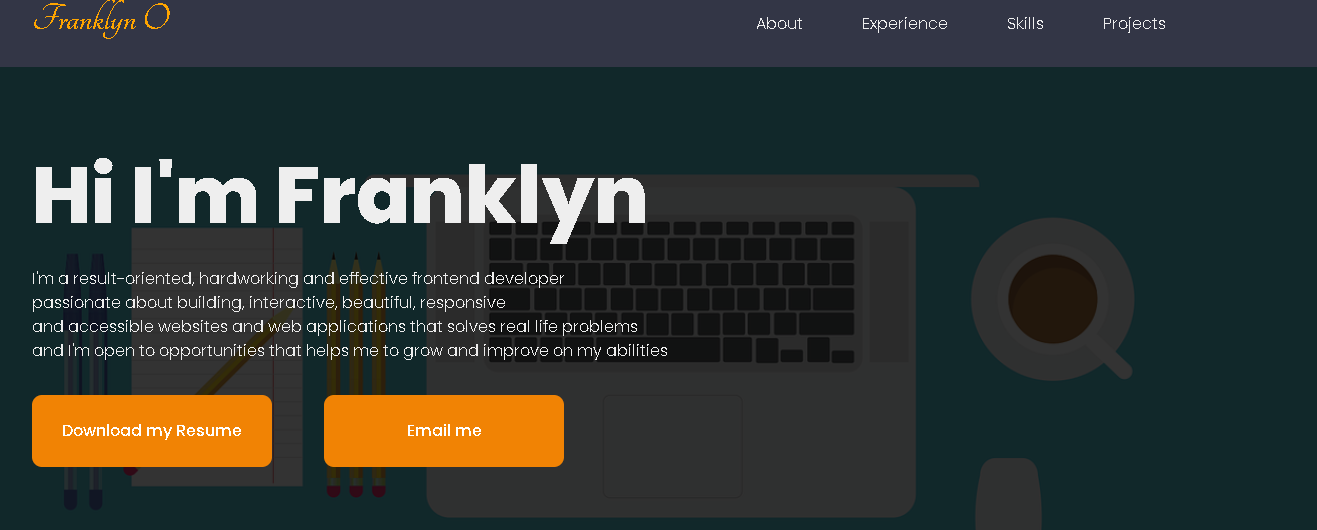 Franklyn O
About Experience Skills Projects
Hi I'm Franklyn
I'm a result-oriented, hardworking and effective frontend developer
passionate about building, interactive, beautiful, responsive
and accessible websites and web applications that solves real life problems
and I'm open to opportunities that helps me to grow and improve on my abilities
Download my Resume
Email me